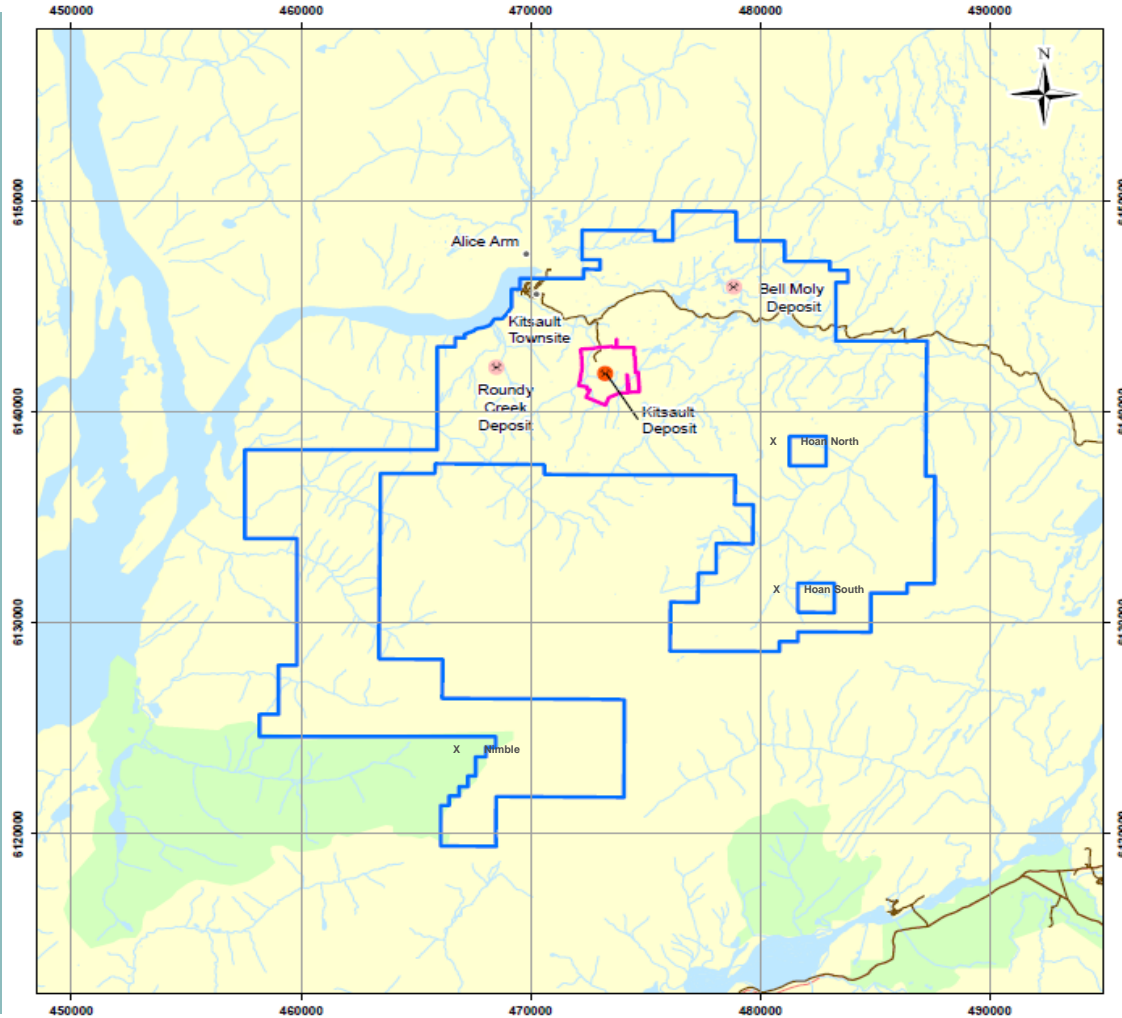 450000 460000 470000 480000 490000
N
6150000
Alice Arm
Bell Moly
Deposit
Kitsault
Townsite
Roundy
Creek
Deposit
6140000
Kitsault
Deposit
X Hoan North
X Hoan South
6130000
X Nimble
6120000
450000 460000 470000 480000 490000